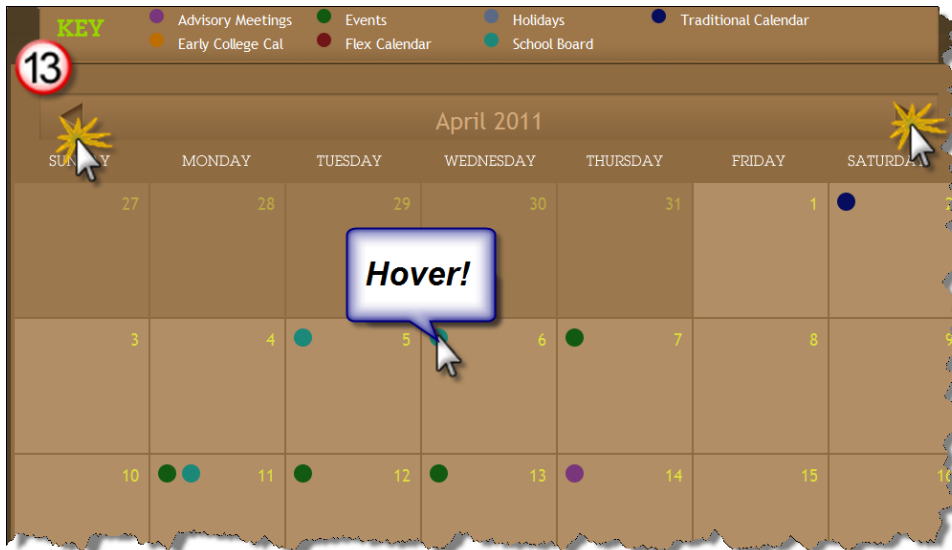 KEY
Advisory Meetings Events Holidays Traditional Calendar
Early College Cal Flex Calendar School Board
13
April 2011
MONDAY TUESDAY WEDNESDAY THURSDAY FRIDAY
27 28 29 30 31 1
Hover!
3 4 5 6 7 8 9
10 11 12 13 14 15